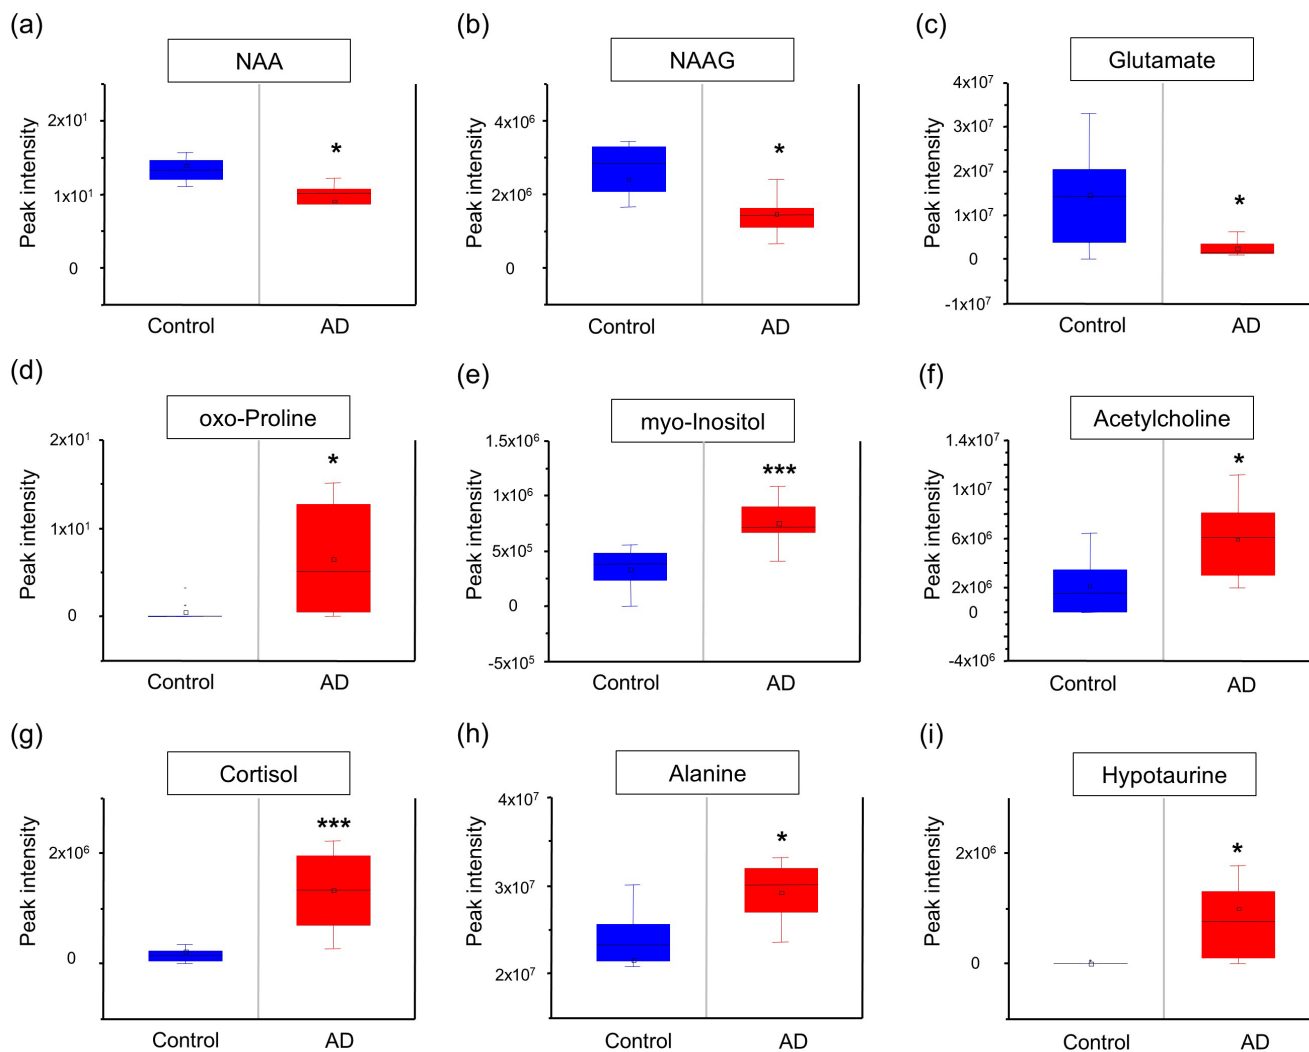 (a)
NAA
Peak intensity
2x10¹
1x10¹
0
*
Control
AD
(b)
NAAG
Peak intensity
4x10⁶
2x10⁶
0
*
Control
AD
(c)
Glutamate
Peak intensity
4x10⁷
3x10⁷
2x10⁷
1x10⁷
0
-1x10⁷
*
Control
AD
(d)
oxo-Proline
Peak intensity
2x10¹
1x10¹
0
*
Control
AD
(e)
myo-Inositol
Peak intensity
1.5x10⁶
1x10⁶
5x10⁵
0
-5x10⁵
***
Control
AD
(f)
Acetylcholine
Peak intensity
1.4x10⁷
1x10⁷
6x10⁶
2x10⁶
0
-4x10⁶
*
Control
AD
(g)
Cortisol
Peak intensity
2x10⁶
0
***
Control
AD
(h)
Alanine
Peak intensity
4x10⁷
3x10⁷
2x10⁷
*
Control
AD
(i)
Hypotaurine
Peak intensity
2x10⁶
0
*
Control
AD